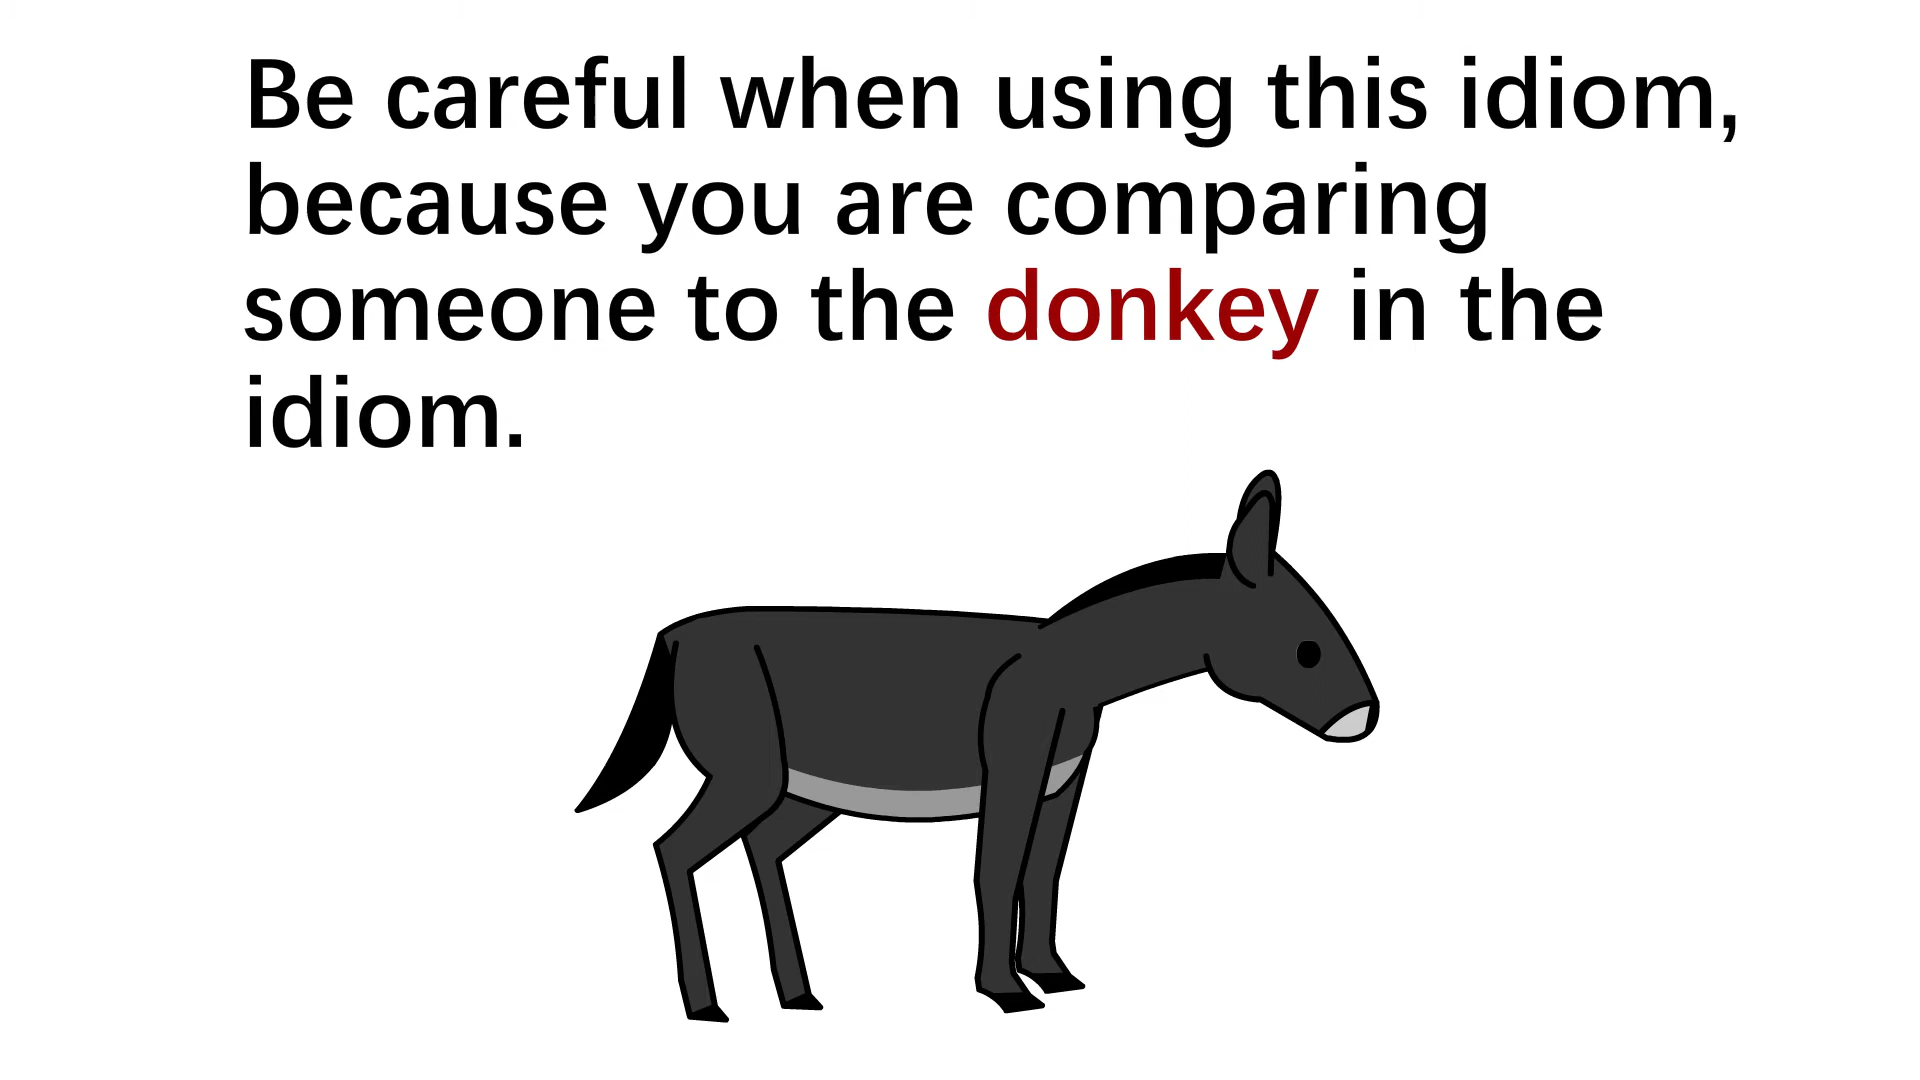 Be careful when using this idiom,
because you are comparing
someone to the donkey in the
idiom.